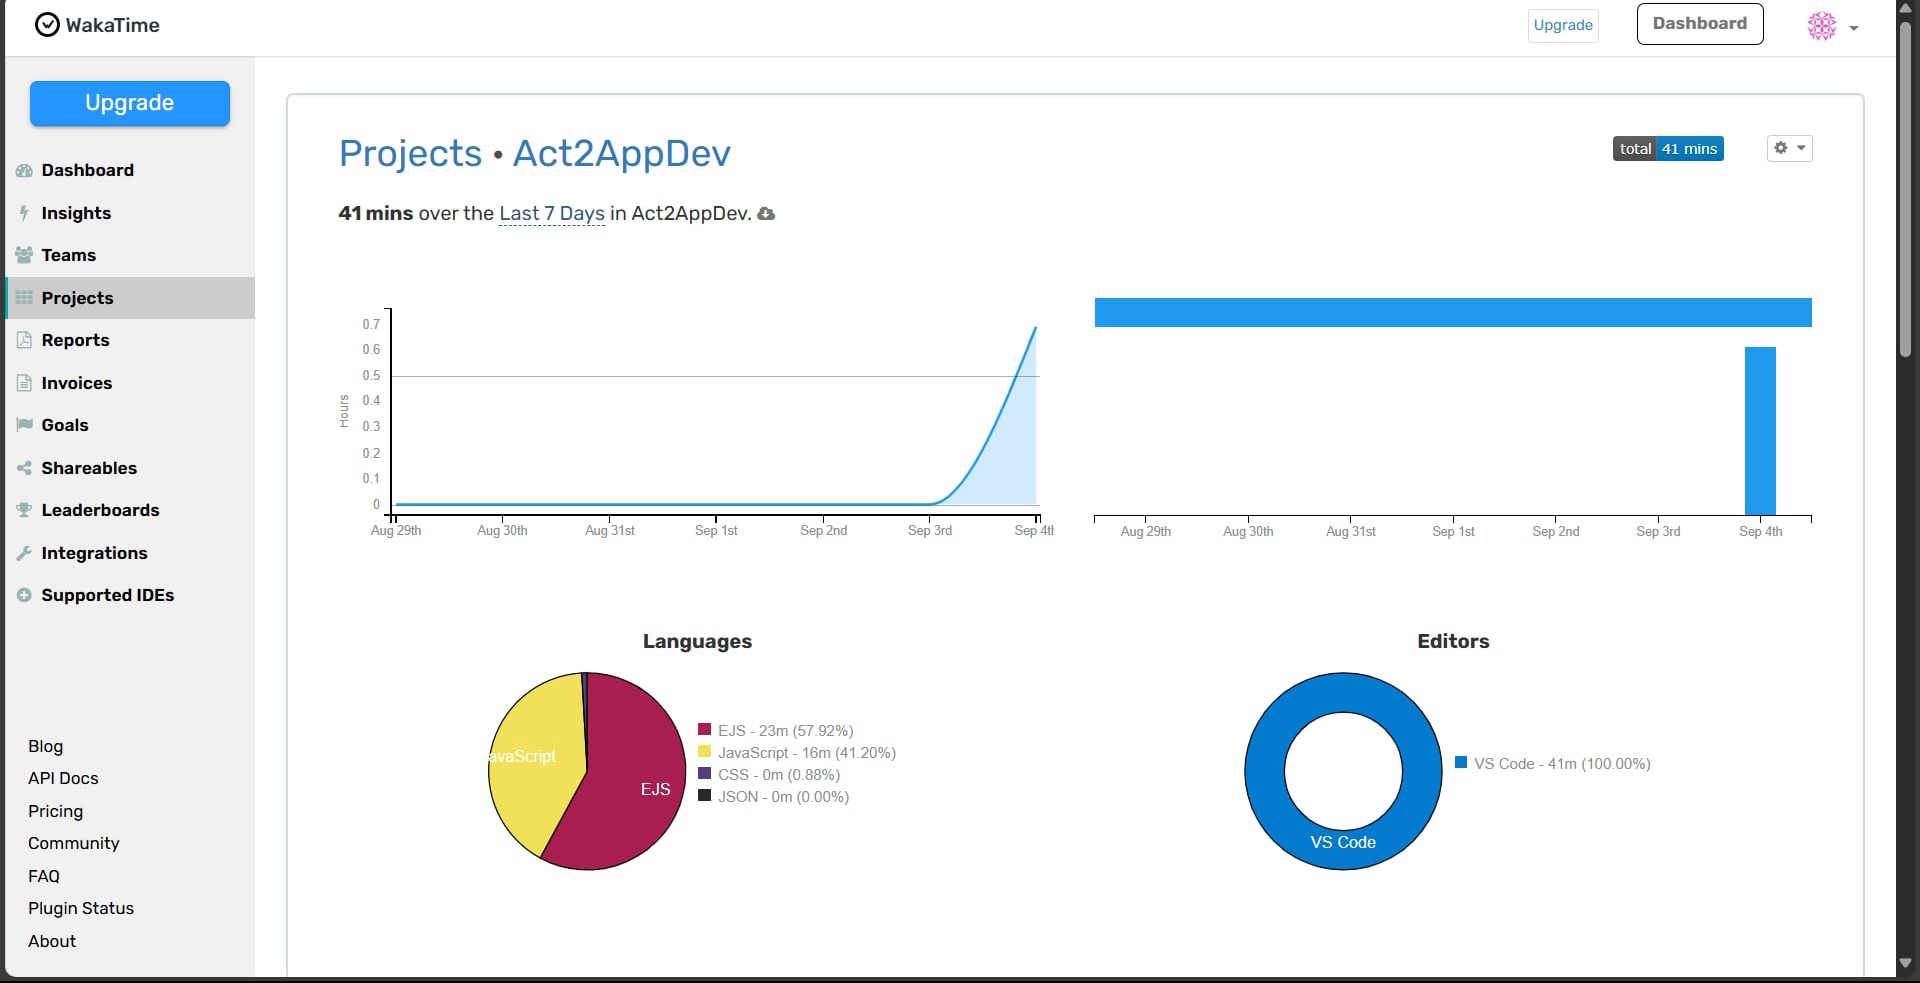 WakaTime
Upgrade
Dashboard
Upgrade
Dashboard
Insights
Teams
Projects
Reports
Invoices
Goals
Shareables
Leaderboards
Integrations
Supported IDEs
Blog
API Docs
Pricing
Community
FAQ
Plugin Status
About
Projects • Act2AppDev
total 41 mins
41 mins over the Last 7 Days in Act2AppDev.
Hours
0.7
0.6
0.5
0.4
0.3
0.2
0.1
0
Aug 29th Aug 30th Aug 31st Sep 1st Sep 2nd Sep 3rd Sep 4tl
Aug 29th Aug 30th Aug 31st Sep 1st Sep 2nd Sep 3rd Sep 4th
Languages
avaScript
EJS
EJS - 23m (57.92%)
JavaScript - 16m (41.20%)
CSS - 0m (0.88%)
JSON - 0m (0.00%)
Editors
VS Code
VS Code - 41m (100.00%)